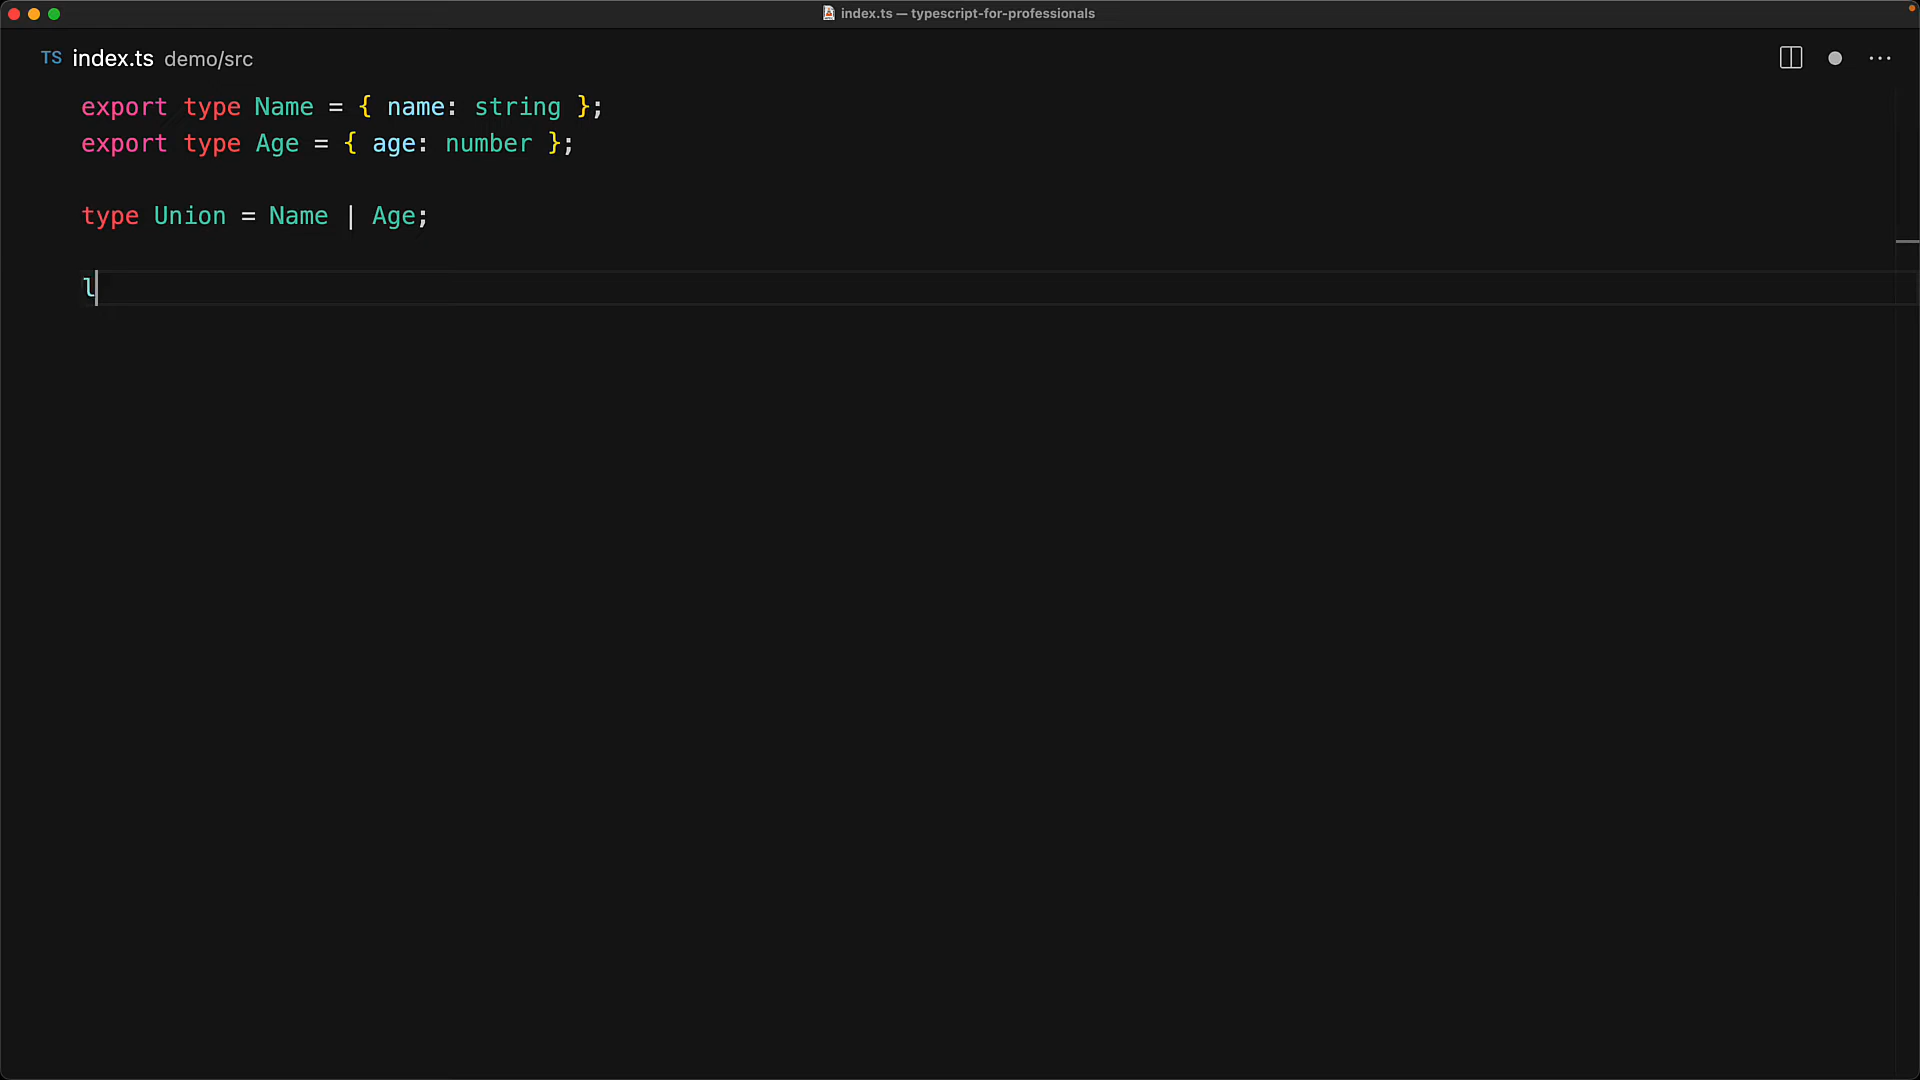 index.ts — typescript-for-professionals
TS index.ts demo/src
export type Name = { name: string };
export type Age = { age: number };
type Union = Name | Age;
l